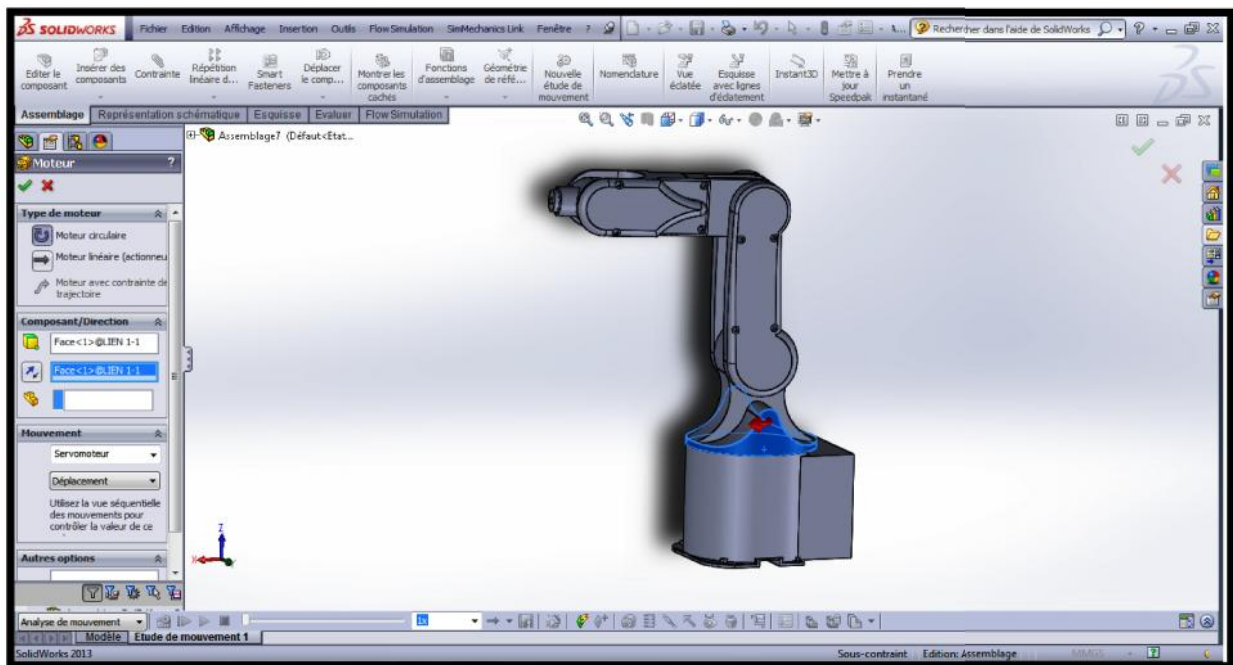 SOLIDWORKS Fichier Edition Affichage Insertion Outils Flow Simulation SimMechanics Link Fenêtre ? Rechercher dans l'aide de SolidWorks
Editer le composant
Insérer des composants
Contrainte
Répétition linéaire d...
Smart Fasteners
Déplacer le comp...
Montrer les composants cachés
Fonctions d'assemblage
Géométrie de réfé...
Nouvelle étude de mouvement
Nomenclature
Vue éclatée
Esquisse avec lignes d'éclatement
Instant3D
Mettre à jour Speedpak
Prendre un instantané
Assemblage Représentation schématique Esquisse Evaluer Flow Simulation
Assemblage7 (Défaut<Etat...
Moteur ?
Type de moteur
Moteur circulaire
Moteur linéaire (actionneu
Moteur avec contrainte de
trajectoire
Composant/Direction
Face<1>@LIEN 1-1
Face<1>@LIEN 1-1
Mouvement
Servomoteur
Déplacement
Utilisez la vue séquentielle
des mouvements pour
contrôler la valeur de ce
Autres options
Z
X
Analyse de mouvement 1x
Modèle Etude de mouvement 1
SolidWorks 2013 Sous-contraint Edition: Assemblage MMGS ?